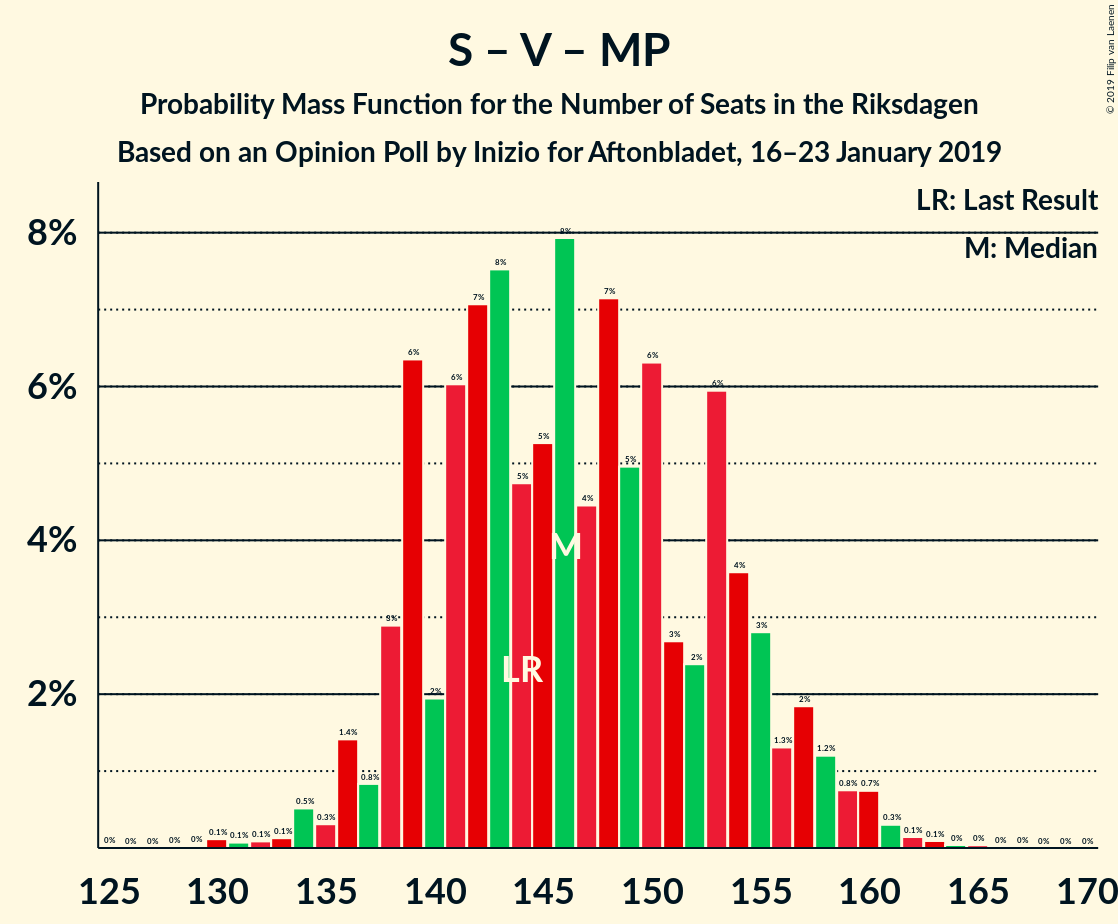 © 2019 Filip van Laenen
S – V – MP
Probability Mass Function for the Number of Seats in the Riksdagen
Based on an Opinion Poll by Inizio for Aftonbladet, 16–23 January 2019
LR: Last Result
M: Median
8%
6%
4%
2%
0% 0% 0% 0% 0% 0.1% 0.1% 0.1% 0.1% 0.5% 0.3% 1.4% 0.8% 3% 6% 2% 6% 7% 8% 5% 5% 8% 4% 7% 5% 6% 3% 2% 6% 4% 3% 1.3% 2% 1.2% 0.8% 0.7% 0.3% 0.1% 0.1% 0% 0% 0% 0% 0% 0% 0%
M
LR
125 130 135 140 145 150 155 160 165 170